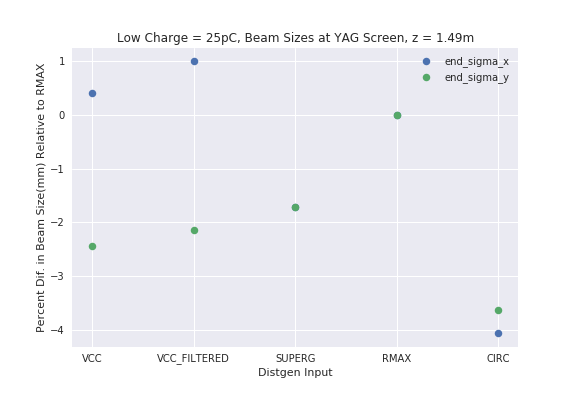 Low Charge = 25pC, Beam Sizes at YAG Screen, z = 1.49m
end_sigma_x
end_sigma_y
Percent Dif. in Beam Size(mm) Relative to RMAX
1
0
−1
−2
−3
−4
VCC
VCC_FILTERED
SUPERG
RMAX
CIRC
Distgen Input